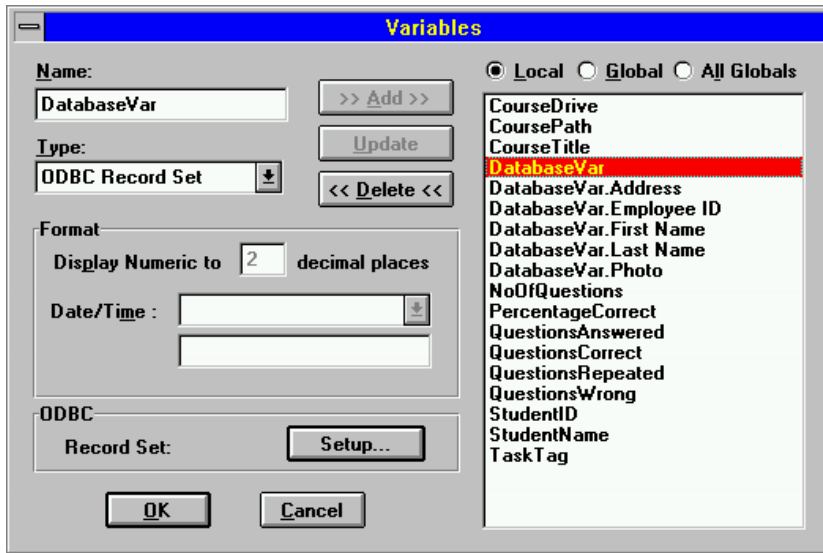 Variables
Name:
DatabaseVar
>> Add >>
Type:
Update
ODBC Record Set
<< Delete <<
Format
Display Numeric to 2 decimal places
Date/Time :
ODBC
Record Set:
Setup...
OK
Cancel
Local Global All Globals
CourseDrive
CoursePath
CourseTitle
DatabaseVar
DatabaseVar.Address
DatabaseVar.Employee ID
DatabaseVar.First Name
DatabaseVar.Last Name
DatabaseVar.Photo
NoOfQuestions
PercentageCorrect
QuestionsAnswered
QuestionsCorrect
QuestionsRepeated
QuestionsWrong
StudentID
StudentName
TaskTag